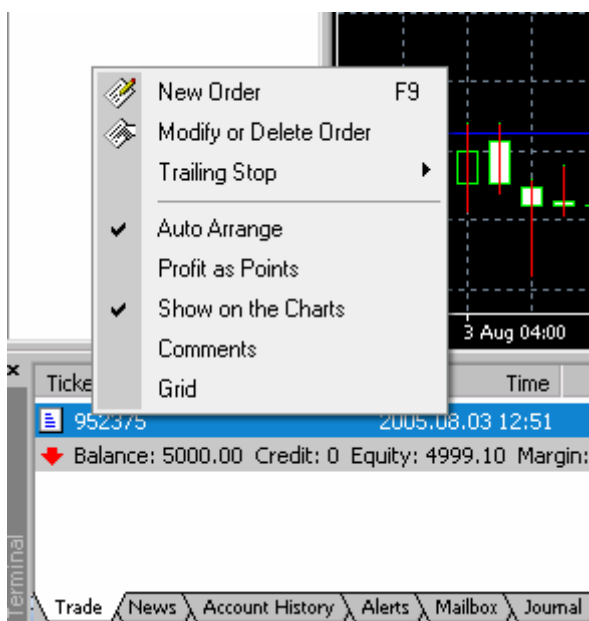 New Order F9
Modify or Delete Order
Trailing Stop
Auto Arrange
Profit as Points
Show on the Charts
Comments
Grid
3 Aug 04:00
Ticke Time
952375 2005.08.03 12:51
Balance: 5000.00 Credit: 0 Equity: 4999.10 Margin:
Terminal
Trade News Account History Alerts Mailbox Journal